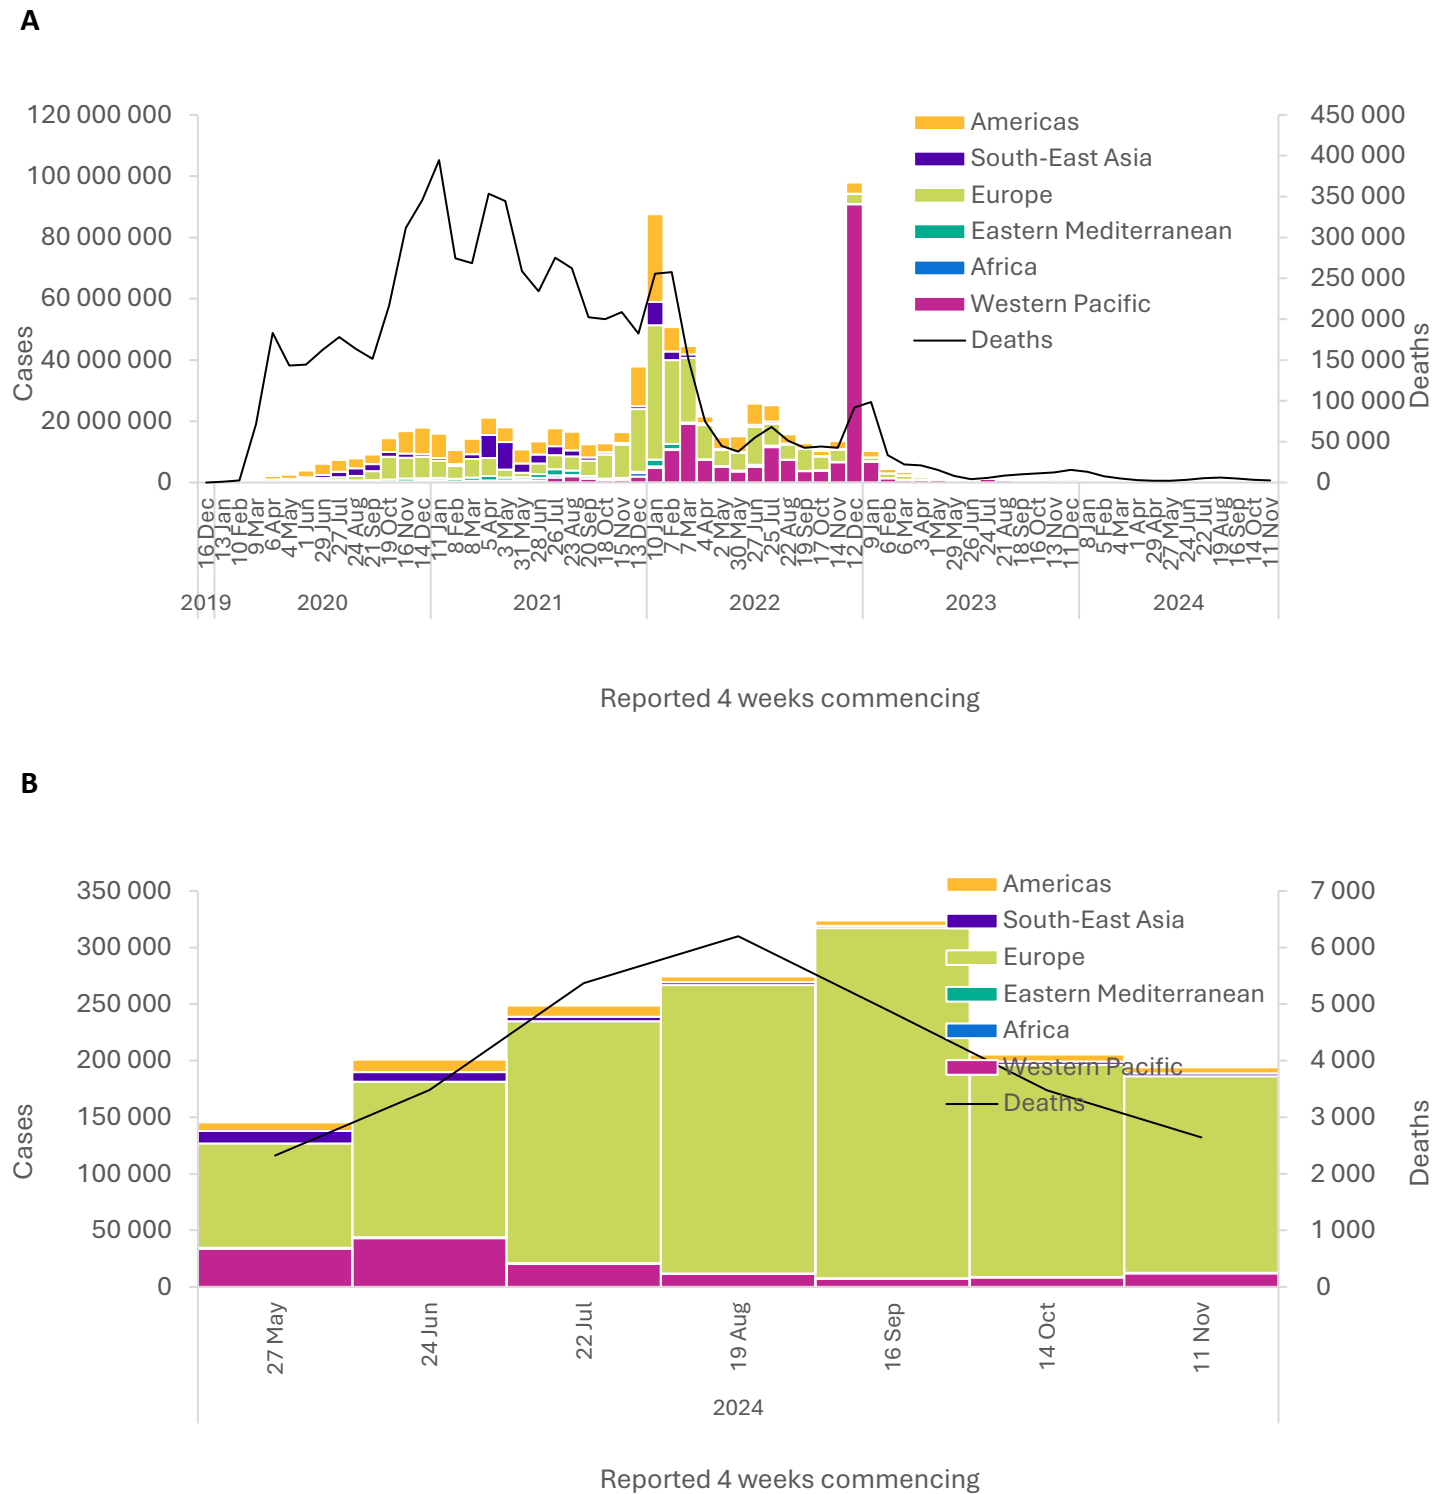 A
120 000 000
100 000 000
80 000 000
60 000 000
40 000 000
20 000 000
0
Cases
450 000
400 000
350 000
300 000
250 000
200 000
150 000
100 000
50 000
0
Deaths
Americas
South-East Asia
Europe
Eastern Mediterranean
Africa
Western Pacific
Deaths
16 Dec
13 Jan
10 Feb
9 Mar
6 Apr
4 May
1 Jun
29 Jun
27 Jul
24 Aug
21 Sep
19 Oct
16 Nov
14 Dec
11 Jan
8 Feb
8 Mar
5 Apr
3 May
31 May
28 Jun
26 Jul
23 Aug
20 Sep
18 Oct
15 Nov
13 Dec
10 Jan
7 Feb
7 Mar
4 Apr
2 May
30 May
27 Jun
25 Jul
22 Aug
19 Sep
17 Oct
14 Nov
12 Dec
9 Jan
6 Feb
6 Mar
3 Apr
1 May
29 May
26 Jun
24 Jul
21 Aug
18 Sep
16 Oct
13 Nov
11 Dec
8 Jan
5 Feb
4 Mar
1 Apr
29 Apr
27 May
24 Jun
22 Jul
19 Aug
16 Sep
14 Oct
11 Nov
2019 2020 2021 2022 2023 2024
Reported 4 weeks commencing
B
350 000
300 000
250 000
200 000
150 000
100 000
50 000
0
Cases
7 000
6 000
5 000
4 000
3 000
2 000
1 000
0
Deaths
Americas
South-East Asia
Europe
Eastern Mediterranean
Africa
Western Pacific
Deaths
27 May
24 Jun
22 Jul
19 Aug
16 Sep
14 Oct
11 Nov
2024
Reported 4 weeks commencing